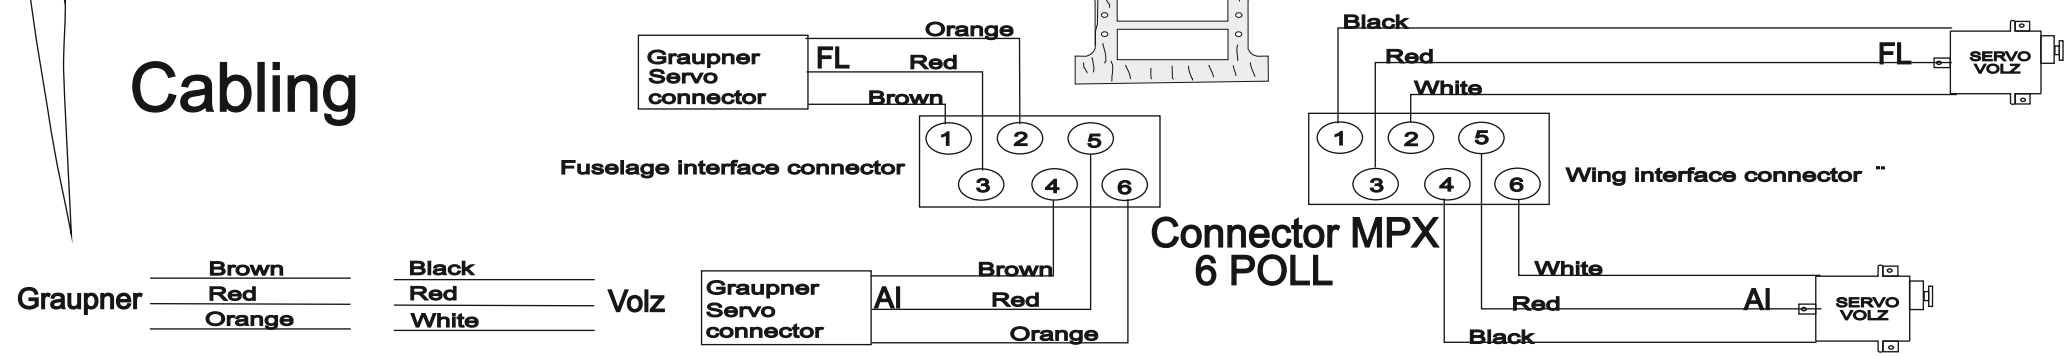 Cabling
Graupner
Servo
connector
FL
Orange
Red
Brown
1 2 5
3 4 6
Fuselage interface connector
Black
Red
White
FL
SERVO
VOLZ
1 2 5
3 4 6
Wing interface connector "
Connector MPX
6 POLL
Graupner
Brown
Red
Orange
Black
Red
White
Volz
Graupner
Servo
connector
AI
Brown
Red
Orange
White
Red
Black
AI
SERVO
VOLZ